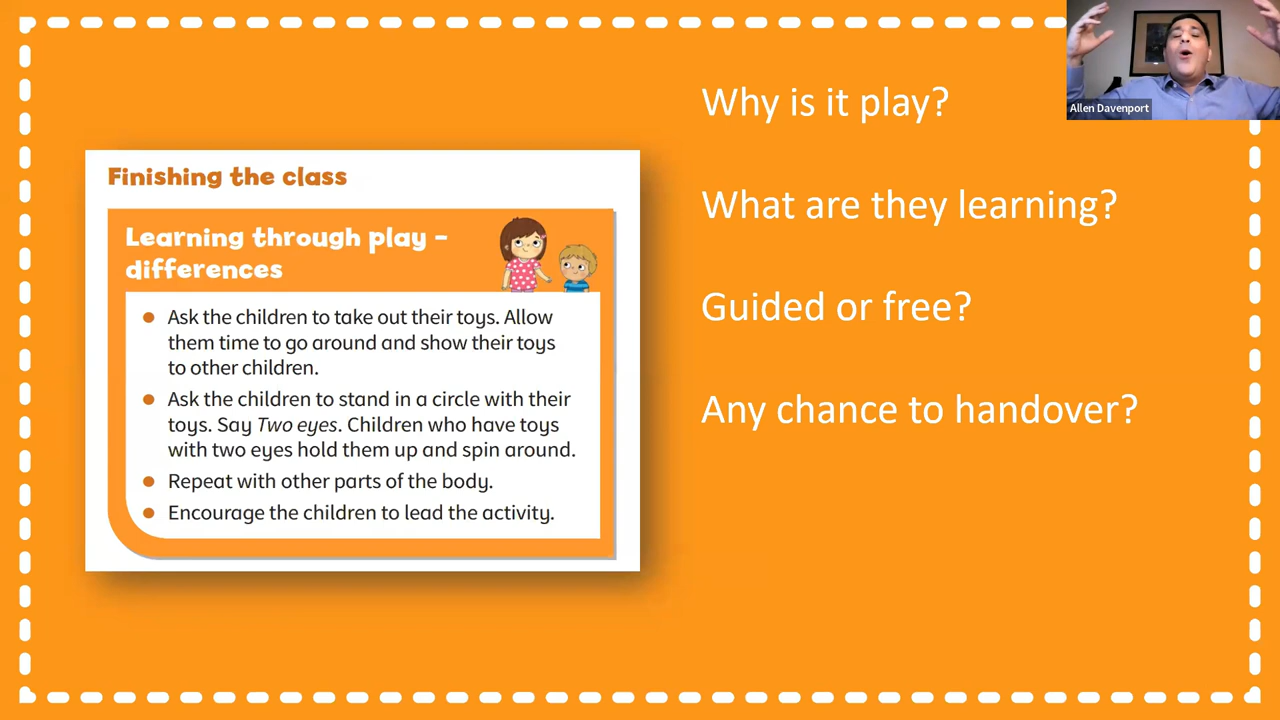 Finishing the class
Learning through play –
differences
● Ask the children to take out their toys. Allow
them time to go around and show their toys
to other children.
● Ask the children to stand in a circle with their
toys. Say Two eyes. Children who have toys
with two eyes hold them up and spin around.
● Repeat with other parts of the body.
● Encourage the children to lead the activity.
Why is it play?
What are they learning?
Guided or free?
Any chance to handover?
Allen Davenport